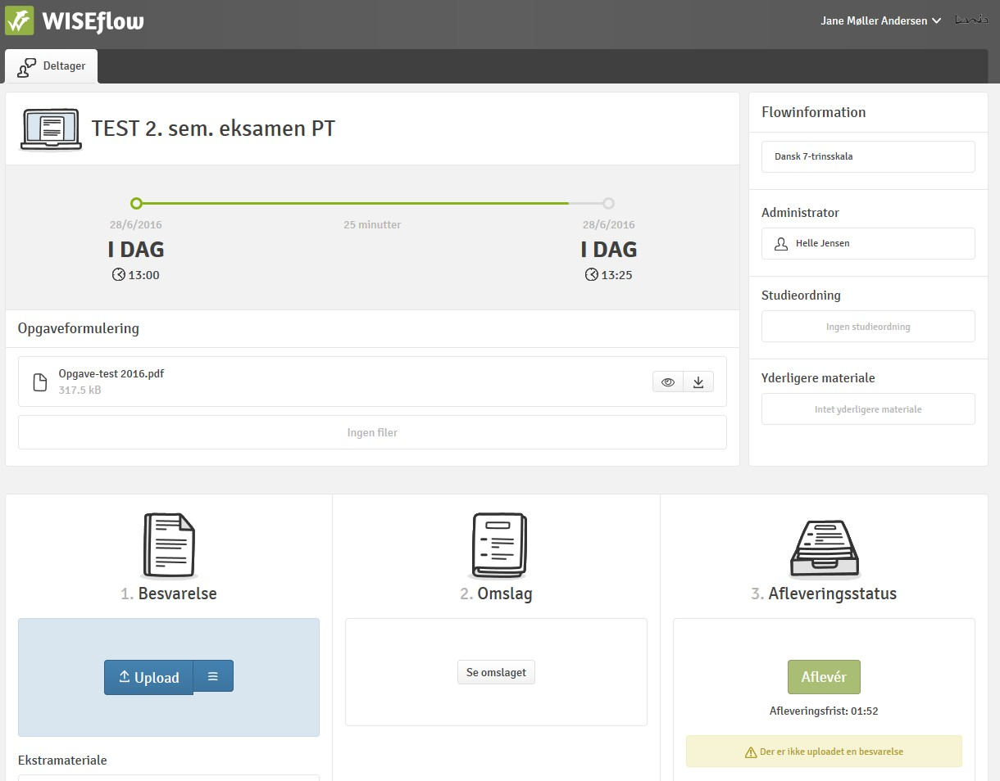 WISEflow
Jane Møller Andersen
Dania
Deltager
TEST 2. sem. eksamen PT
28/6/2016
25 minutter
28/6/2016
I DAG
I DAG
13:00
13:25
Opgaveformulering
Opgave-test 2016.pdf
317.5 kB
Ingen filer
Flowinformation
Dansk 7-trinsskala
Administrator
Helle Jensen
Studieordning
Ingen studieordning
Yderligere materiale
Intet yderligere materiale
1. Besvarelse
Upload
Ekstramateriale
2. Omslag
Se omslaget
3. Afleveringsstatus
Aflevér
Afleveringsfrist: 01:52
Der er ikke uploadet en besvarelse